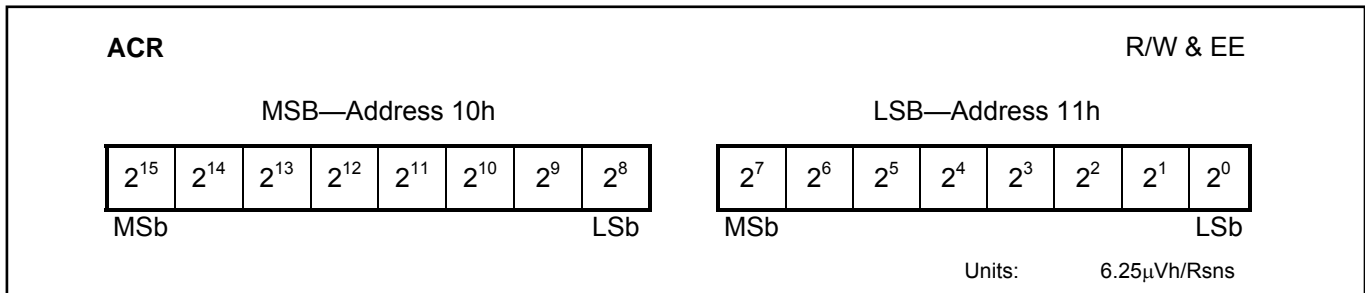 ACR R/W & EE
MSB—Address 10h LSB—Address 11h
2¹⁵ 2¹⁴ 2¹³ 2¹² 2¹¹ 2¹⁰ 2⁹ 2⁸ 2⁷ 2⁶ 2⁵ 2⁴ 2³ 2² 2¹ 2⁰
MSb LSb MSb LSb
Units: 6.25μVh/Rsns